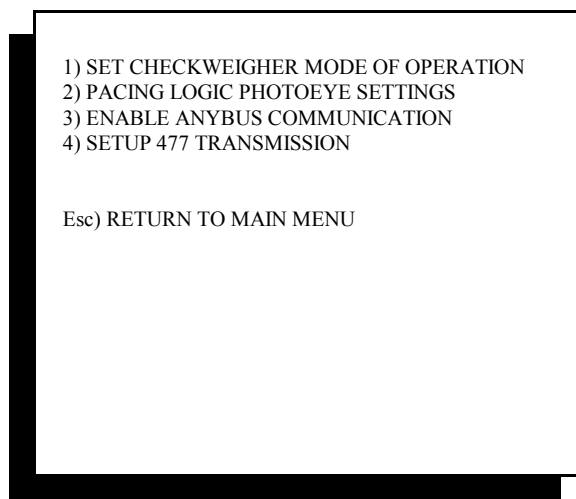 1) SET CHECKWEIGHER MODE OF OPERATION
2) PACING LOGIC PHOTOEYE SETTINGS
3) ENABLE ANYBUS COMMUNICATION
4) SETUP 477 TRANSMISSION
Esc) RETURN TO MAIN MENU